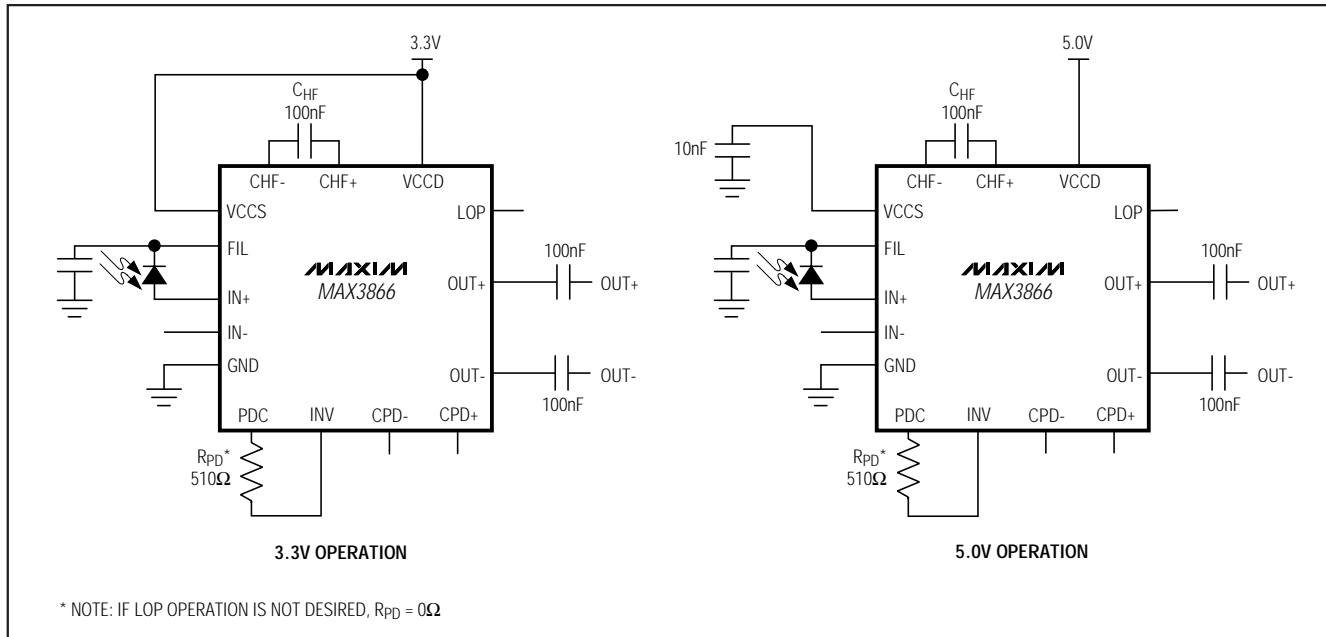 3.3V
CHF
100nF
CHF-
CHF+
VCCD
VCCS
LOP
FIL
MAXIM
MAX3866
100nF
OUT+
OUT+
IN+
IN-
GND
OUT-
OUT-
100nF
PDC
INV
CPD-
CPD+
RPD*
510Ω
3.3V OPERATION
5.0V
CHF
100nF
10nF
CHF-
CHF+
VCCD
VCCS
LOP
FIL
MAXIM
MAX3866
100nF
OUT+
OUT+
IN+
IN-
GND
OUT-
OUT-
100nF
PDC
INV
CPD-
CPD+
RPD*
510Ω
5.0V OPERATION
* NOTE: IF LOP OPERATION IS NOT DESIRED, RPD = 0Ω